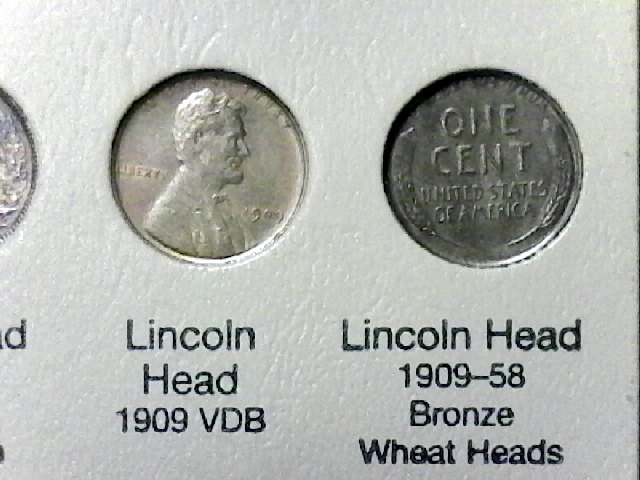 LIBERTY
1909
ONE
CENT
UNITED STATES
OF AMERICA
Lincoln
Head
1909 VDB
Lincoln Head
1909–58
Bronze
Wheat Heads